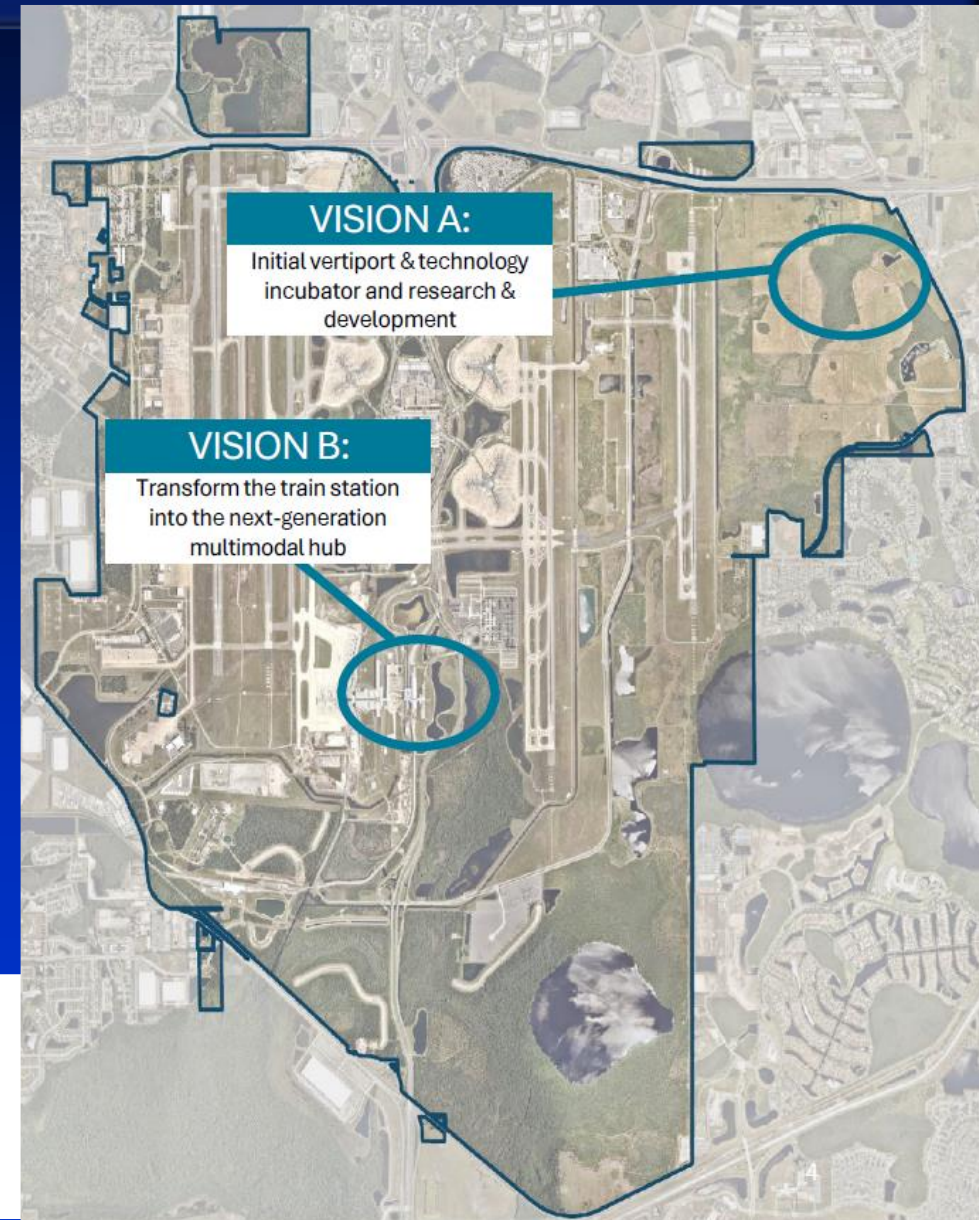 VISION A:
Initial vertiport & technology
incubator and research &
development
VISION B:
Transform the train station
into the next-generation
multimodal hub
4